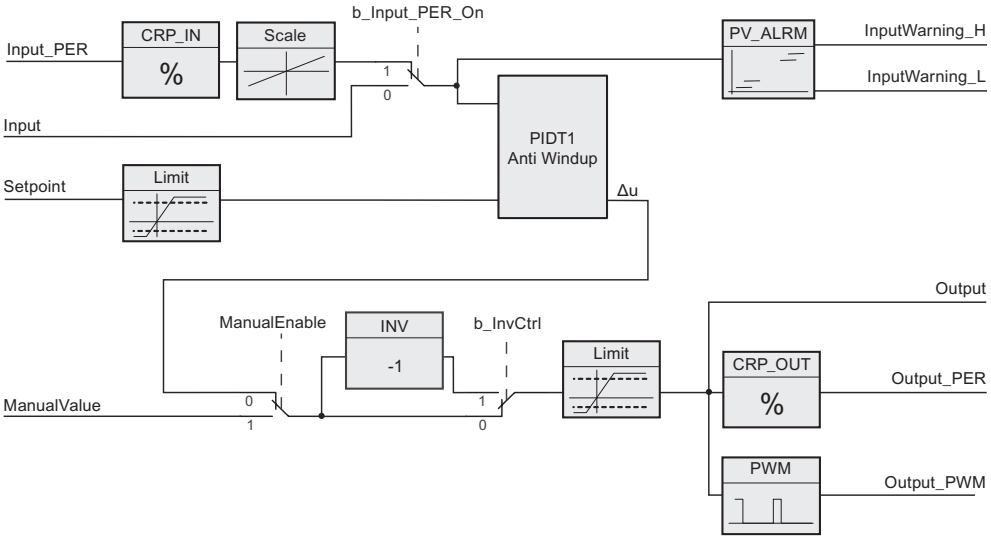 b_Input_PER_On
Input_PER
CRP_IN
%
Scale
1
0
PV_ALRM
InputWarning_H
InputWarning_L
Input
PIDT1
Anti Windup
Setpoint
Limit
Δu
Output
ManualEnable
INV
-1
b_InvCtrl
Limit
CRP_OUT
%
Output_PER
ManualValue
0
1
1
0
PWM
Output_PWM